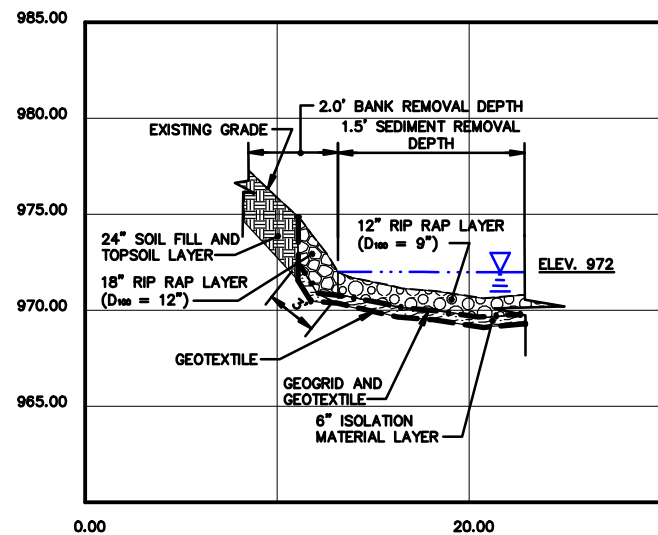 985.00
980.00
975.00
970.00
965.00
2.0' BANK REMOVAL DEPTH
EXISTING GRADE
1.5' SEDIMENT REMOVAL
DEPTH
12" RIP RAP LAYER
(D₁₀₀ = 9")
24" SOIL FILL AND
TOPSOIL LAYER
ELEV. 972
18" RIP RAP LAYER
(D₁₀₀ = 12")
3'
GEOTEXTILE
GEOGRID AND
GEOTEXTILE
6" ISOLATION
MATERIAL LAYER
0.00
20.00